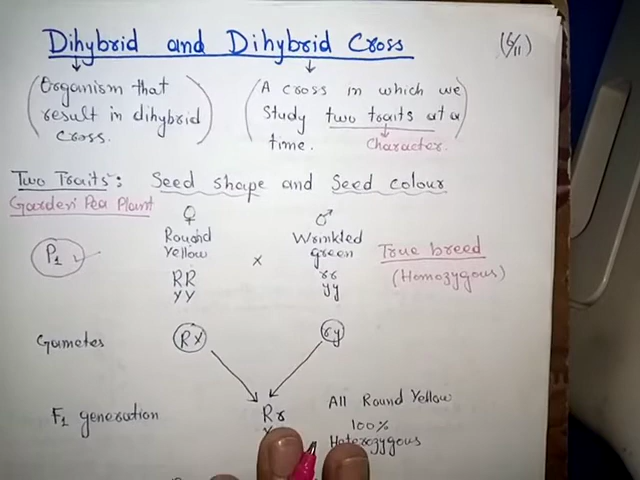 Dihybrid and Dihybrid Cross
(6/11)
(Organism that result in dihybrid cross.)
(A cross in which we study two traits at a time.)
Character.
Two Traits: Seed shape and Seed colour
Garden Pea Plant
♀
♂
P1
Round
Yellow
RR
YY
x
Wrinkled
green
rr
yy
True breed
(Homozygous)
Gametes
RY
ry
F1 generation
Rr
All Round Yellow
100%
Heterozygous